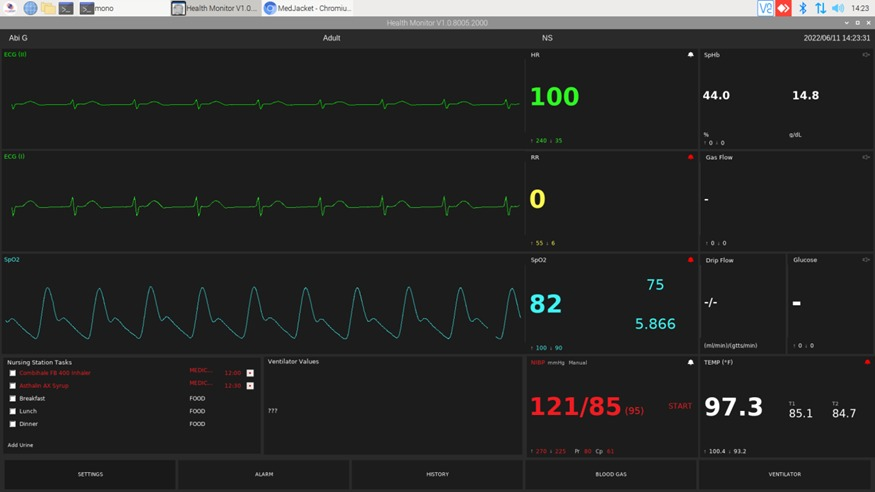 mono
Health Monitor V1.0...
MedJacket - Chromiu...
14:23
Health Monitor V1.0.8005.2000
Abi G
Adult
NS
2022/06/11 14:23:31
ECG (II)
HR
100
↑ 240 ↓ 35
SpHb
44.0 14.8
% g/dL
↑ 0 ↓ 0
ECG (I)
RR
0
↑ 55 ↓ 6
Gas Flow
-
↑ 0 ↓ 0
SpO2
SpO2
82
75
5.866
↑ 100 ↓ 90
Drip Flow
-/-
(ml/min)/(gtts/min)
Glucose
-
↑ 0 ↓ 0
Nursing Station Tasks
Combihale FB 400 Inhaler MEDIC... 12:00
Asthalin AX Syrup MEDIC... 12:30
Breakfast FOOD
Lunch FOOD
Dinner FOOD
Add Urine
Ventilator Values
???
NIBP mmHg Manual
121/85 (95) START
↑ 270 ↓ 225 Pr 80 Cp 61
TEMP (°F)
97.3
T1 T2
85.1 84.7
↑ 100.4 ↓ 93.2
SETTINGS
ALARM
HISTORY
BLOOD GAS
VENTILATOR